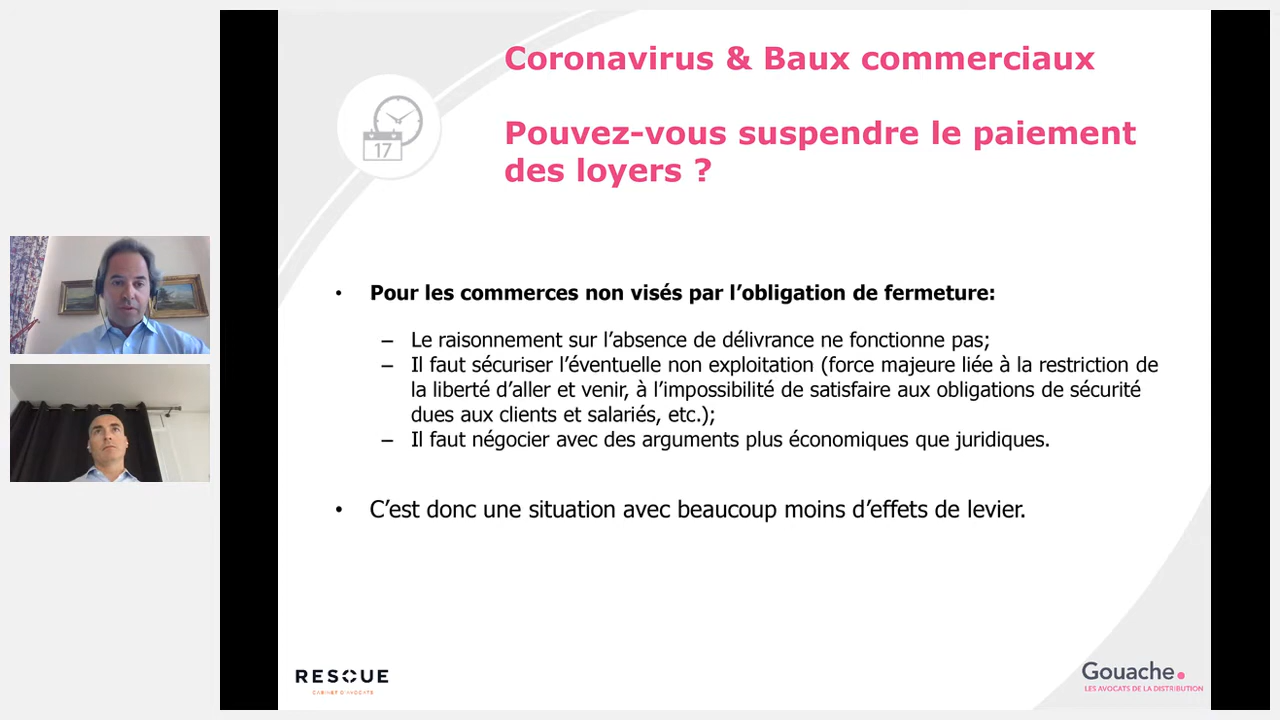 Coronavirus & Baux commerciaux
Pouvez-vous suspendre le paiement
des loyers ?
17
• Pour les commerces non visés par l’obligation de fermeture:
– Le raisonnement sur l’absence de délivrance ne fonctionne pas;
– Il faut sécuriser l’éventuelle non exploitation (force majeure liée à la restriction de
la liberté d’aller et venir, à l’impossibilité de satisfaire aux obligations de sécurité
dues aux clients et salariés, etc.);
– Il faut négocier avec des arguments plus économiques que juridiques.
• C’est donc une situation avec beaucoup moins d’effets de levier.
RESCUE
CABINET D'AVOCATS
Gouache.
LES AVOCATS DE LA DISTRIBUTION